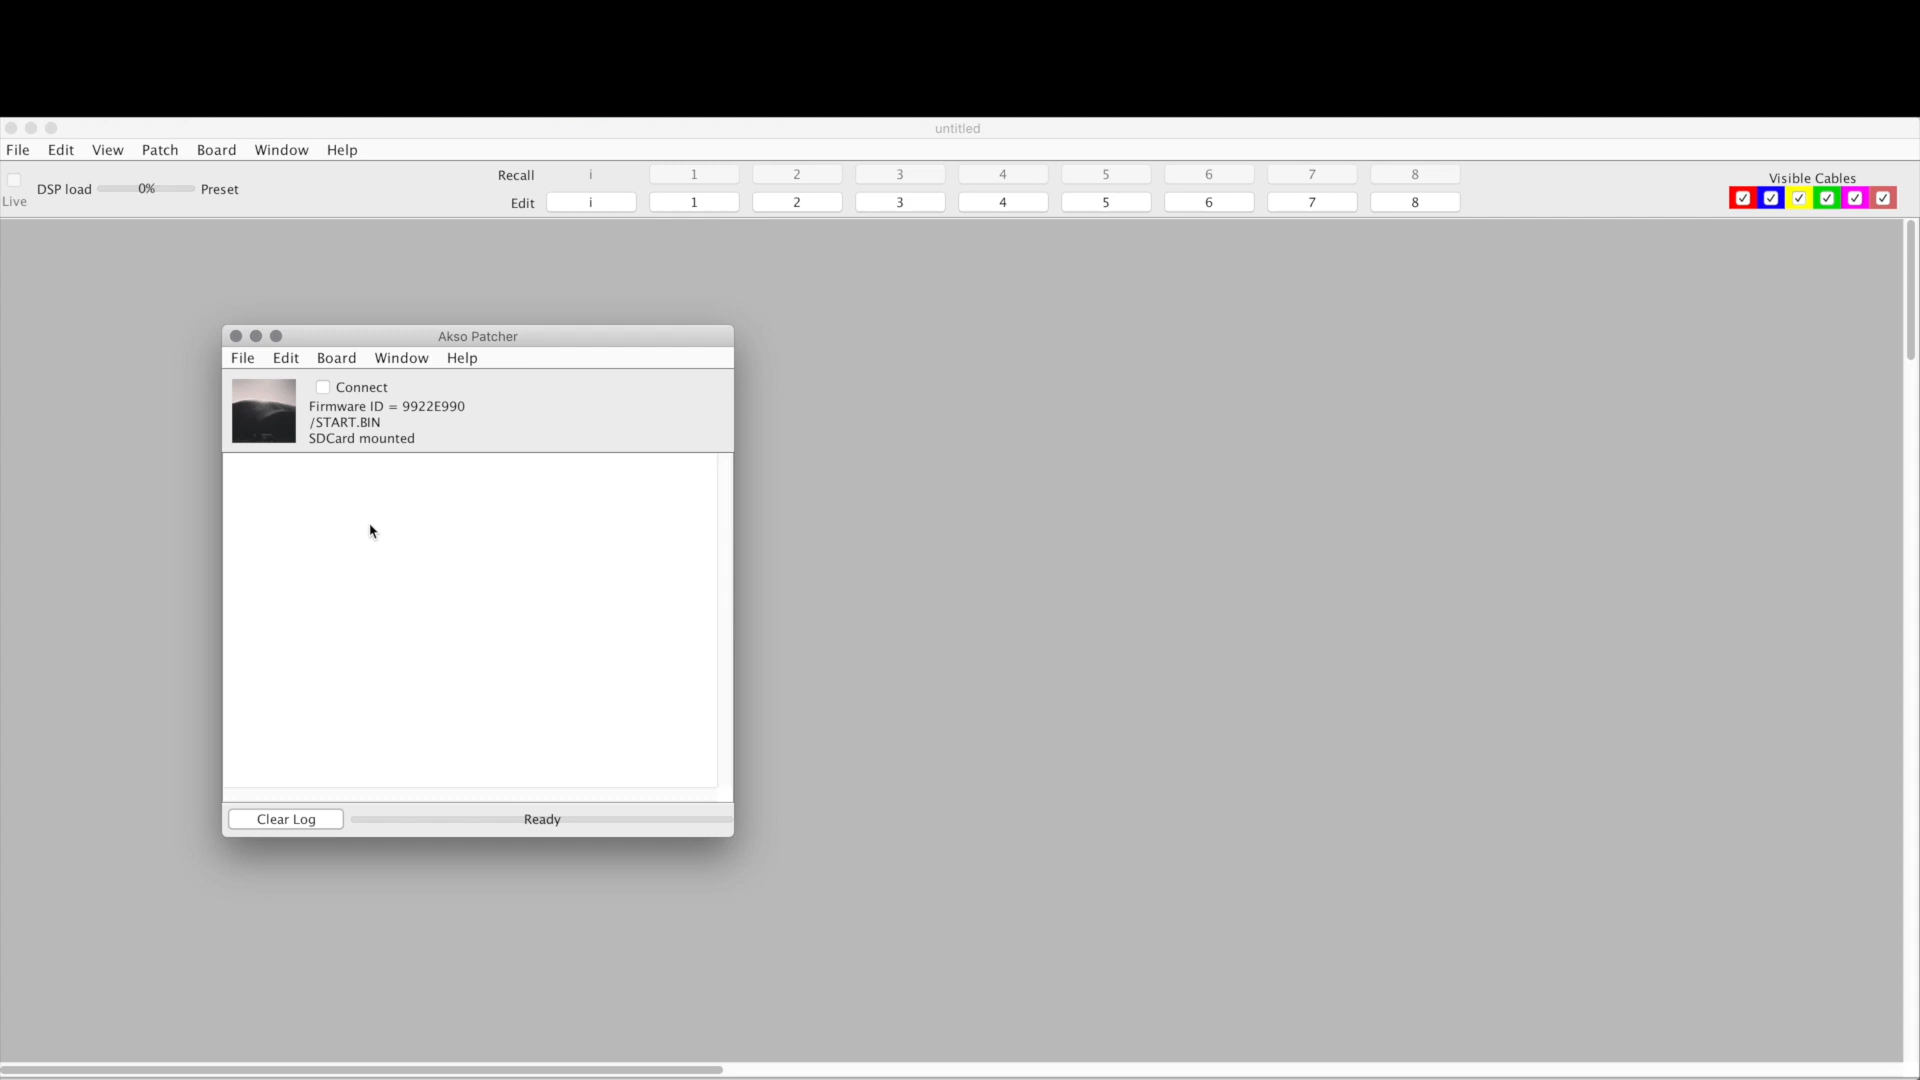 untitled
File Edit View Patch Board Window Help
Live
DSP load 0% Preset
Recall i 1 2 3 4 5 6 7 8
Edit i 1 2 3 4 5 6 7 8
Visible Cables
Akso Patcher
File Edit Board Window Help
Connect
Firmware ID = 9922E990
/START.BIN
SDCard mounted
Clear Log
Ready